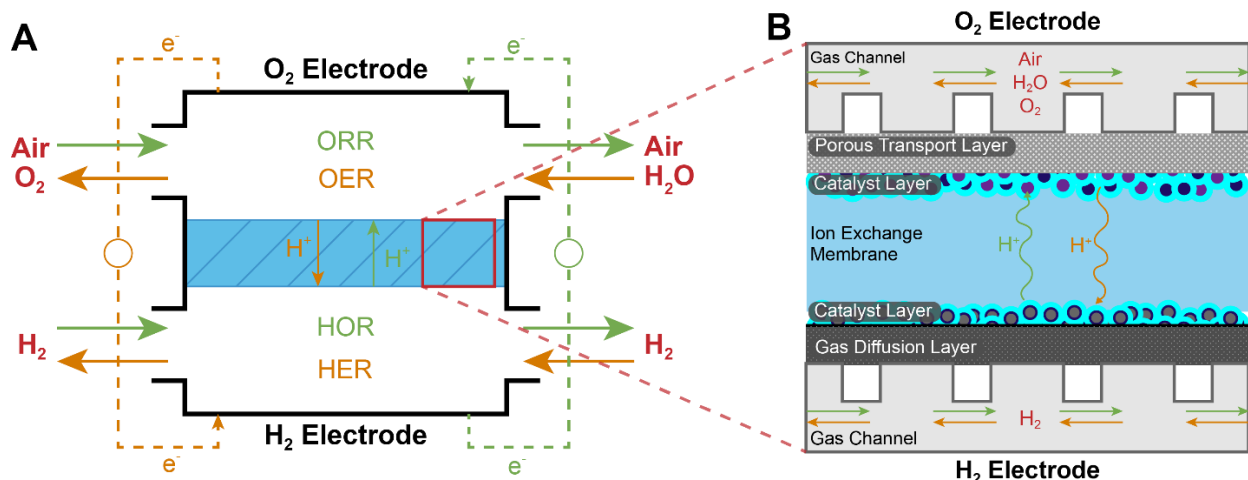 A
e⁻
e⁻
O₂ Electrode
Air
O₂
ORR
OER
Air
H₂O
H⁺
H⁺
H₂
HOR
HER
H₂
H₂ Electrode
e⁻
e⁻
B
O₂ Electrode
Gas Channel
Air
H₂O
O₂
Porous Transport Layer
Catalyst Layer
Ion Exchange
Membrane
H⁺
H⁺
Catalyst Layer
Gas Diffusion Layer
H₂
Gas Channel
H₂ Electrode